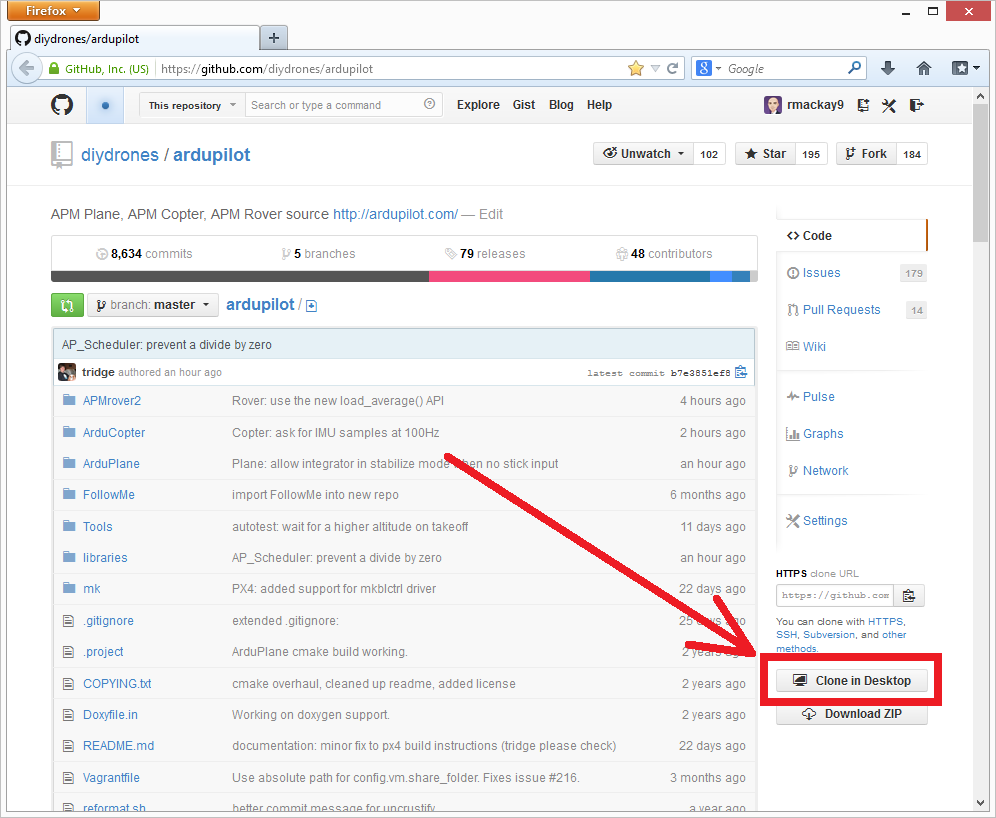 Firefox
diydrones/ardupilot
GitHub, Inc. (US) https://github.com/diydrones/ardupilot Google
This repository Search or type a command Explore Gist Blog Help rmackay9
diydrones / ardupilot Unwatch 102 Star 195 Fork 184
APM Plane, APM Copter, APM Rover source http://ardupilot.com/ — Edit
8,634 commits 5 branches 79 releases 48 contributors
branch: master ardupilot /
AP_Scheduler: prevent a divide by zero
tridge authored an hour ago latest commit b7e3851ef8
APMrover2 Rover: use the new load_average() API 4 hours ago
ArduCopter Copter: ask for IMU samples at 100Hz 2 hours ago
ArduPlane Plane: allow integrator in stabilize mode when no stick input an hour ago
FollowMe import FollowMe into new repo 6 months ago
Tools autotest: wait for a higher altitude on takeoff 11 days ago
libraries AP_Scheduler: prevent a divide by zero an hour ago
mk PX4: added support for mkblctrl driver 22 days ago
.gitignore extended .gitignore: 25 days ago
.project ArduPlane cmake build working. 2 years ago
COPYING.txt cmake overhaul, cleaned up readme, added license 2 years ago
Doxyfile.in Working on doxygen support. 2 years ago
README.md documentation: minor fix to px4 build instructions (tridge please check) 22 days ago
Vagrantfile Use absolute path for config.vm.share_folder. Fixes issue #216. 3 months ago
reformat.sh better commit message for uncrustify a year ago
Code
Issues 179
Pull Requests 14
Wiki
Pulse
Graphs
Network
Settings
HTTPS clone URL
https://github.com
You can clone with HTTPS,
SSH, Subversion, and other
methods.
Clone in Desktop
Download ZIP